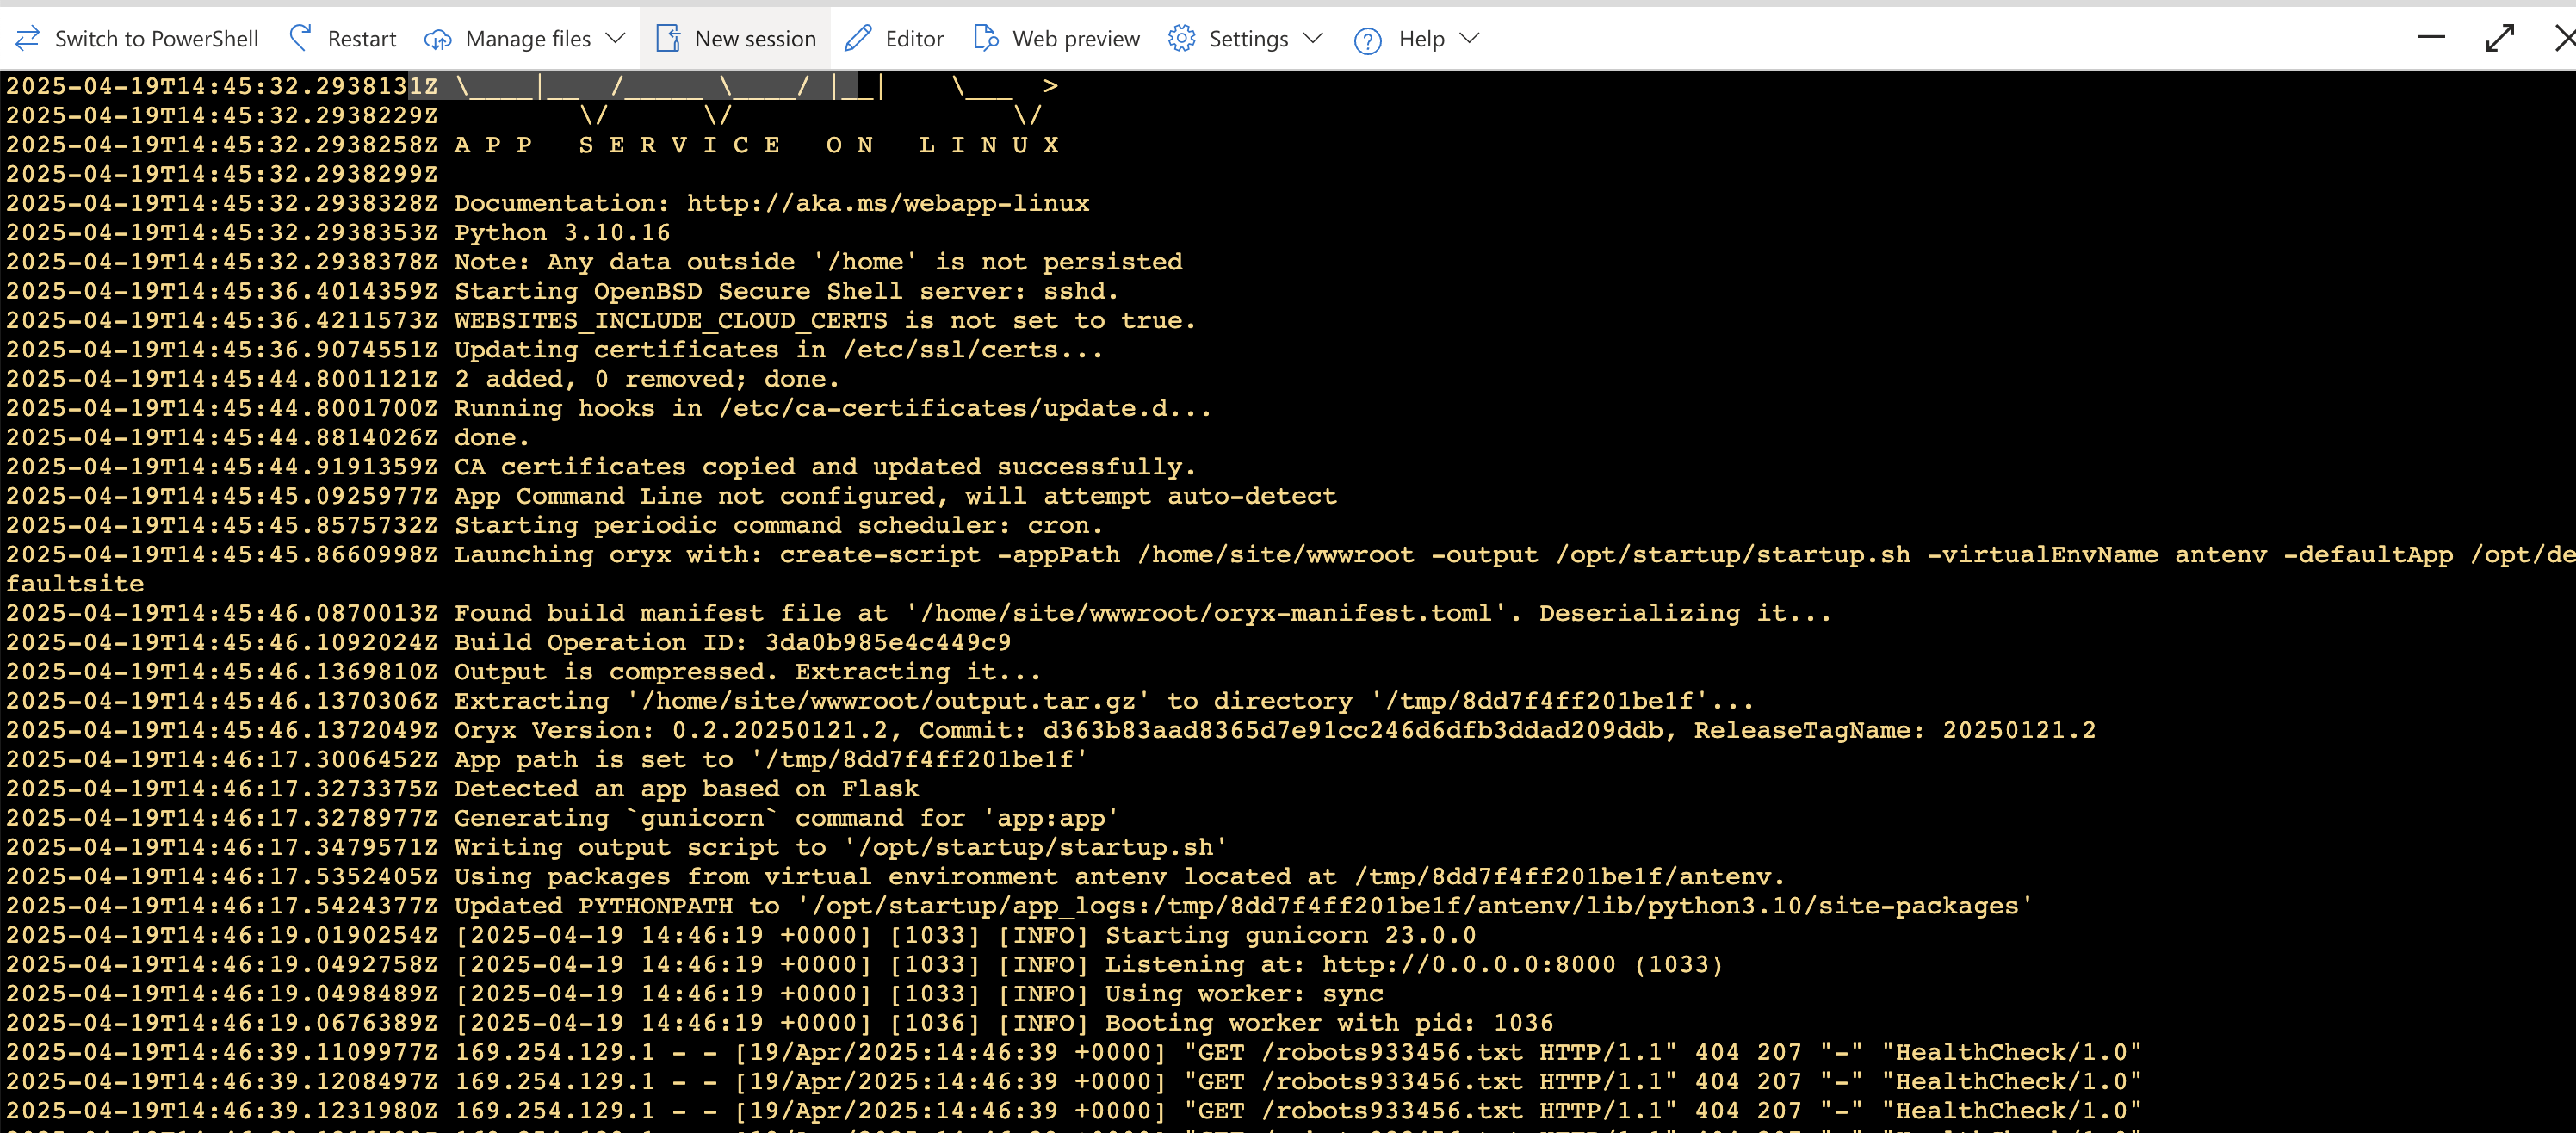 Switch to PowerShell Restart Manage files New session Editor Web preview Settings ? Help
2025-04-19T14:45:32.2938131Z \____|__  /_____ \____/ |__|    \___  >
2025-04-19T14:45:32.2938229Z         \/      \/                  \/
2025-04-19T14:45:32.2938258Z A P P   S E R V I C E   O N   L I N U X
2025-04-19T14:45:32.2938299Z
2025-04-19T14:45:32.2938328Z Documentation: http://aka.ms/webapp-linux
2025-04-19T14:45:32.2938353Z Python 3.10.16
2025-04-19T14:45:32.2938378Z Note: Any data outside '/home' is not persisted
2025-04-19T14:45:36.4014359Z Starting OpenBSD Secure Shell server: sshd.
2025-04-19T14:45:36.4211573Z WEBSITES_INCLUDE_CLOUD_CERTS is not set to true.
2025-04-19T14:45:36.9074551Z Updating certificates in /etc/ssl/certs...
2025-04-19T14:45:44.8001121Z 2 added, 0 removed; done.
2025-04-19T14:45:44.8001700Z Running hooks in /etc/ca-certificates/update.d...
2025-04-19T14:45:44.8814026Z done.
2025-04-19T14:45:44.9191359Z CA certificates copied and updated successfully.
2025-04-19T14:45:45.0925977Z App Command Line not configured, will attempt auto-detect
2025-04-19T14:45:45.8575732Z Starting periodic command scheduler: cron.
2025-04-19T14:45:45.8660998Z Launching oryx with: create-script -appPath /home/site/wwwroot -output /opt/startup/startup.sh -virtualEnvName antenv -defaultApp /opt/de
faultsite
2025-04-19T14:45:46.0870013Z Found build manifest file at '/home/site/wwwroot/oryx-manifest.toml'. Deserializing it...
2025-04-19T14:45:46.1092024Z Build Operation ID: 3da0b985e4c449c9
2025-04-19T14:45:46.1369810Z Output is compressed. Extracting it...
2025-04-19T14:45:46.1370306Z Extracting '/home/site/wwwroot/output.tar.gz' to directory '/tmp/8dd7f4ff201be1f'...
2025-04-19T14:45:46.1372049Z Oryx Version: 0.2.20250121.2, Commit: d363b83aad8365d7e91cc246d6dfb3ddad209ddb, ReleaseTagName: 20250121.2
2025-04-19T14:46:17.3006452Z App path is set to '/tmp/8dd7f4ff201be1f'
2025-04-19T14:46:17.3273375Z Detected an app based on Flask
2025-04-19T14:46:17.3278977Z Generating `gunicorn` command for 'app:app'
2025-04-19T14:46:17.3479571Z Writing output script to '/opt/startup/startup.sh'
2025-04-19T14:46:17.5352405Z Using packages from virtual environment antenv located at /tmp/8dd7f4ff201be1f/antenv.
2025-04-19T14:46:17.5424377Z Updated PYTHONPATH to '/opt/startup/app_logs:/tmp/8dd7f4ff201be1f/antenv/lib/python3.10/site-packages'
2025-04-19T14:46:19.0190254Z [2025-04-19 14:46:19 +0000] [1033] [INFO] Starting gunicorn 23.0.0
2025-04-19T14:46:19.0492758Z [2025-04-19 14:46:19 +0000] [1033] [INFO] Listening at: http://0.0.0.0:8000 (1033)
2025-04-19T14:46:19.0498489Z [2025-04-19 14:46:19 +0000] [1033] [INFO] Using worker: sync
2025-04-19T14:46:19.0676389Z [2025-04-19 14:46:19 +0000] [1036] [INFO] Booting worker with pid: 1036
2025-04-19T14:46:39.1109977Z 169.254.129.1 - - [19/Apr/2025:14:46:39 +0000] "GET /robots933456.txt HTTP/1.1" 404 207 "-" "HealthCheck/1.0"
2025-04-19T14:46:39.1208497Z 169.254.129.1 - - [19/Apr/2025:14:46:39 +0000] "GET /robots933456.txt HTTP/1.1" 404 207 "-" "HealthCheck/1.0"
2025-04-19T14:46:39.1231980Z 169.254.129.1 - - [19/Apr/2025:14:46:39 +0000] "GET /robots933456.txt HTTP/1.1" 404 207 "-" "HealthCheck/1.0"